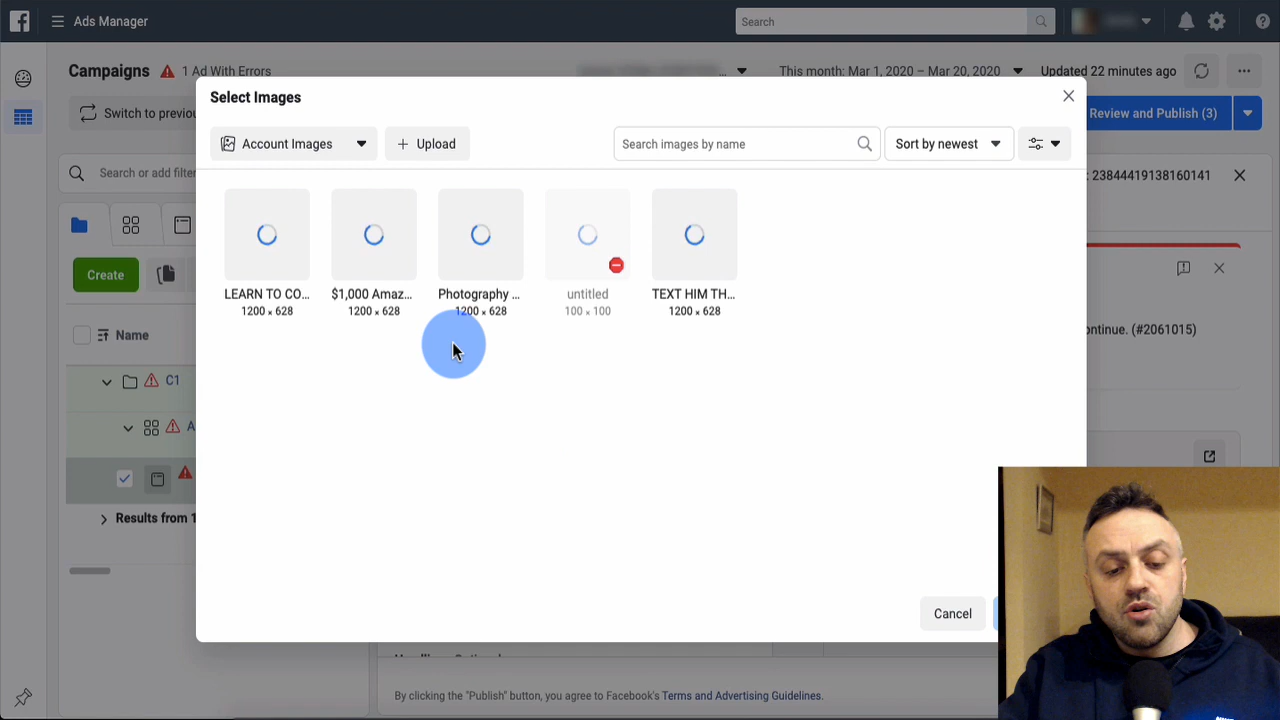 Ads Manager
Search
Campaigns
1 Ad With Errors
...
This month: Mar 1, 2020 – Mar 20, 2020
Updated 22 minutes ago
Switch to previou
Review and Publish (3)
Select Images
Account Images
+ Upload
Search images by name
Sort by newest
Search or add filter
: 23844419138160141
Create
LEARN TO CO...
1200 × 628
$1,000 Amaz...
1200 × 628
Photography ...
1200 × 628
untitled
100 × 100
TEXT HIM TH...
1200 × 628
Name
ontinue. (#2061015)
C1
A
Results from 1
Cancel
By clicking the "Publish" button, you agree to Facebook's Terms and Advertising Guidelines.